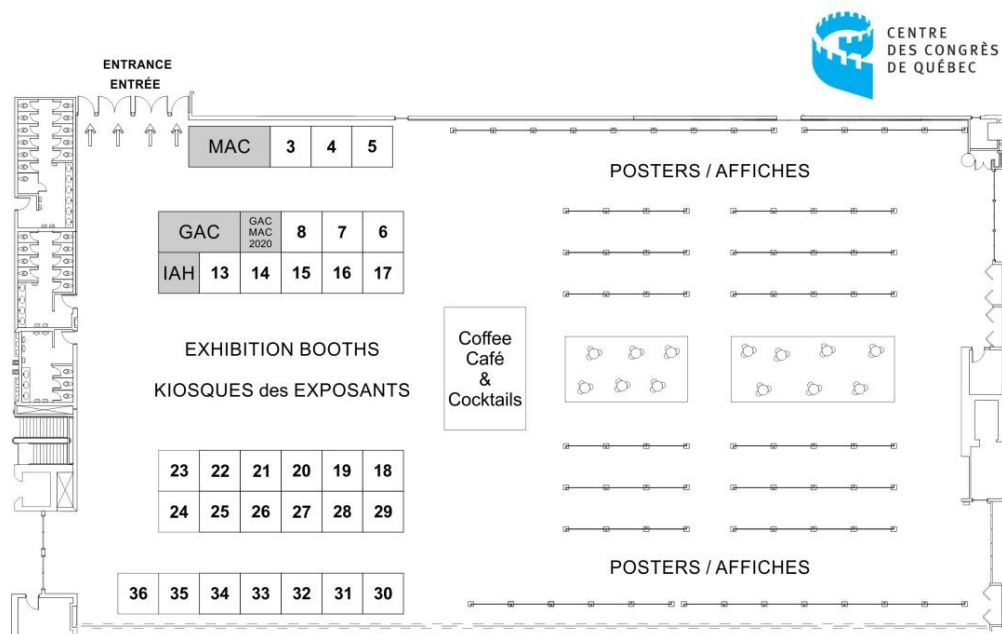 CENTRE
DES CONGRÈS
DE QUÉBEC
ENTRANCE
ENTRÉE
MAC 3 4 5
POSTERS / AFFICHES
GAC GAC MAC 2020 8 7 6
IAH 13 14 15 16 17
EXHIBITION BOOTHS
KIOSQUES des EXPOSANTS
Coffee
Café
&
Cocktails
23 22 21 20 19 18
24 25 26 27 28 29
POSTERS / AFFICHES
36 35 34 33 32 31 30